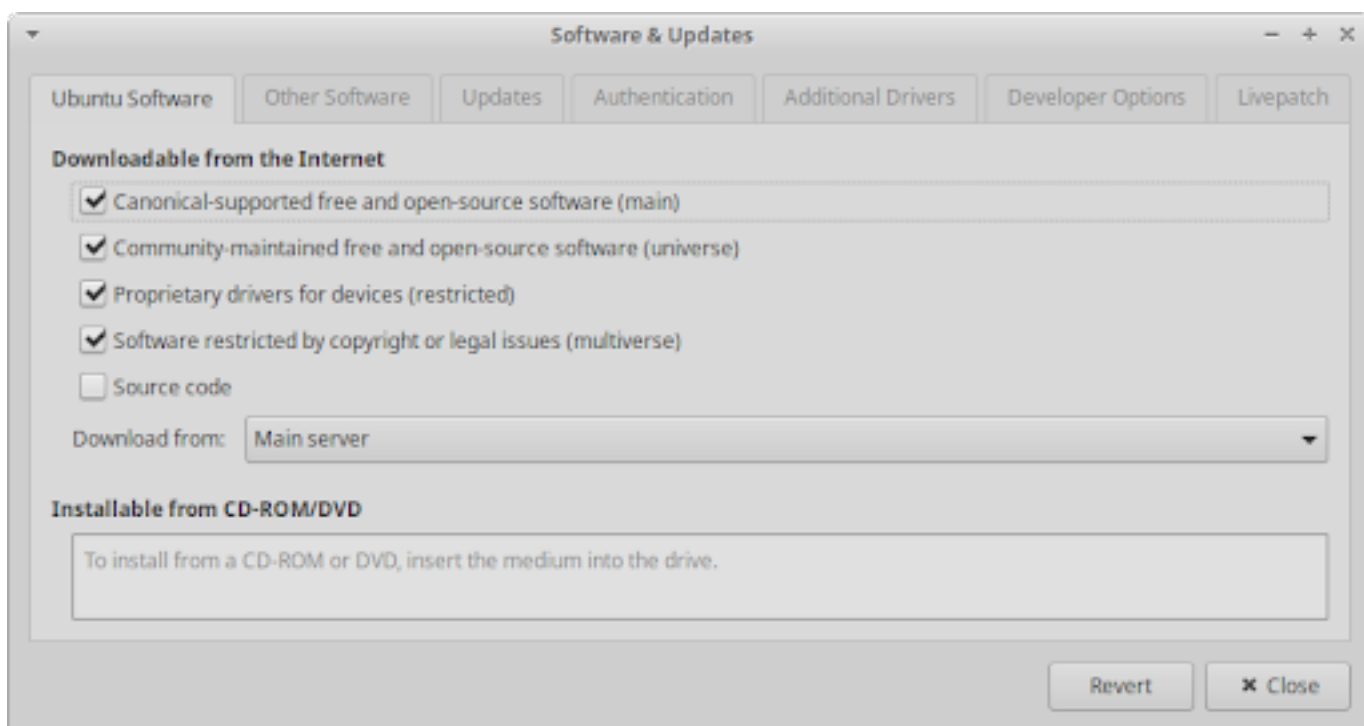 Software & Updates
Ubuntu Software Other Software Updates Authentication Additional Drivers Developer Options Livepatch
Downloadable from the Internet
Canonical-supported free and open-source software (main)
Community-maintained free and open-source software (universe)
Proprietary drivers for devices (restricted)
Software restricted by copyright or legal issues (multiverse)
Source code
Download from: Main server
Installable from CD-ROM/DVD
To install from a CD-ROM or DVD, insert the medium into the drive.
Revert Close